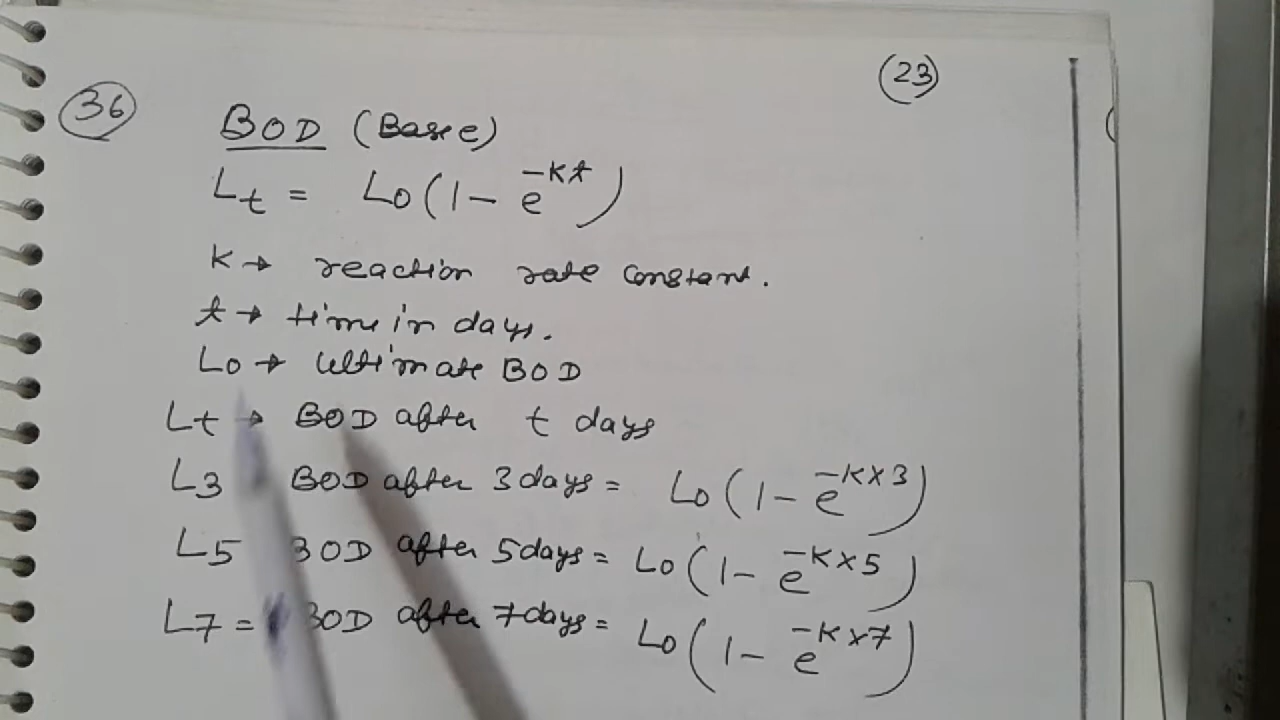 (23)
36
BOD (Base e)
Lt = Lo(1 - e^-Kt)
K → reaction rate constant.
t → time in days.
Lo → Ultimate BOD
Lt → BOD after t days
L3 BOD after 3 days = Lo(1 - e^-K×3)
L5 BOD after 5 days = Lo(1 - e^-K×5)
L7 = BOD after 7 days = Lo(1 - e^-K×7)